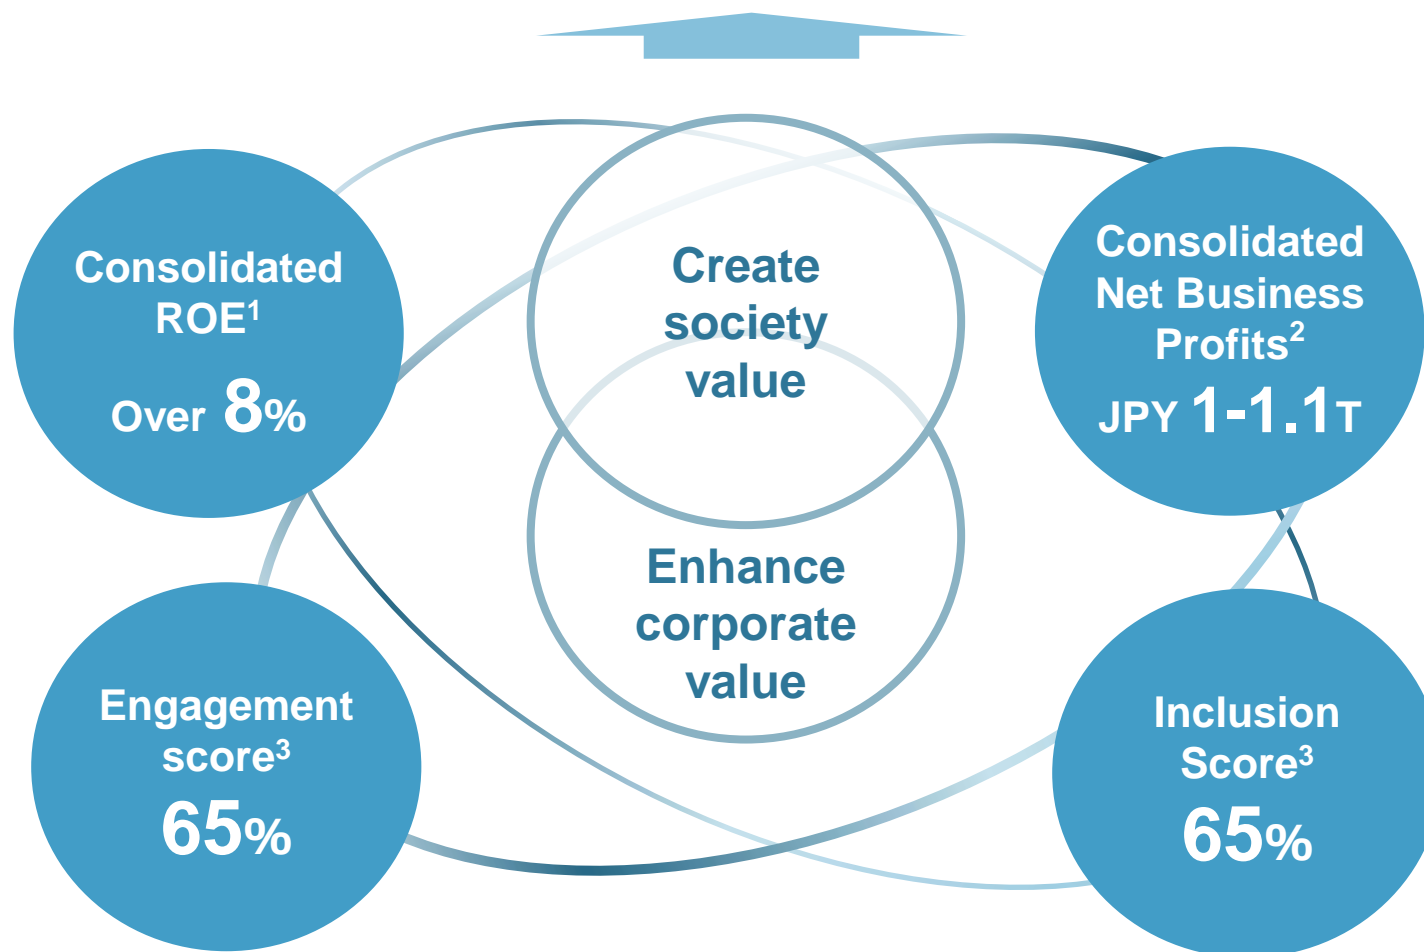 Consolidated
ROE1
Over 8%
Create
society
value
Consolidated
Net Business
Profits2
JPY 1-1.1T
Enhance
corporate
value
Engagement
score3
65%
Inclusion
Score3
65%